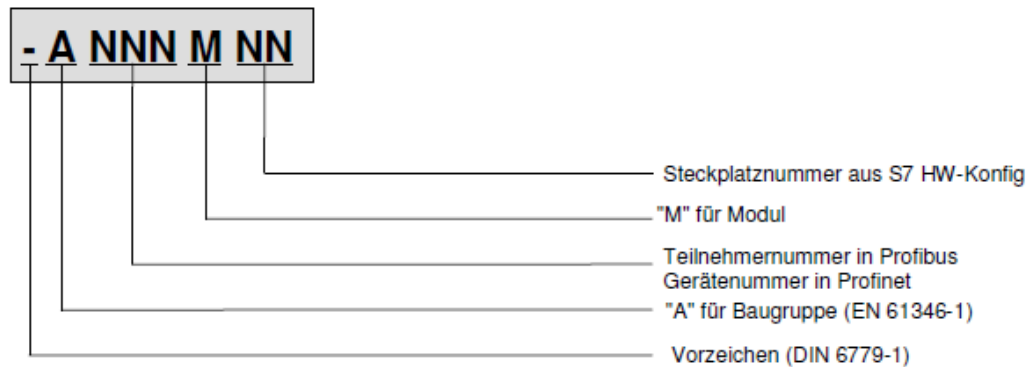 - A NNN M NN
Steckplatznummer aus S7 HW-Konfig
"M" für Modul
Teilnehmernummer in Profibus
Gerätenummer in Profinet
"A" für Baugruppe (EN 61346-1)
Vorzeichen (DIN 6779-1)